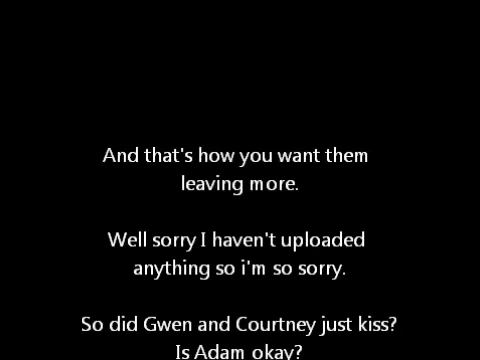 And that's how you want them
leaving more.
Well sorry I haven't uploaded
anything so i'm so sorry.
So did Gwen and Courtney just kiss?
Is Adam okay?